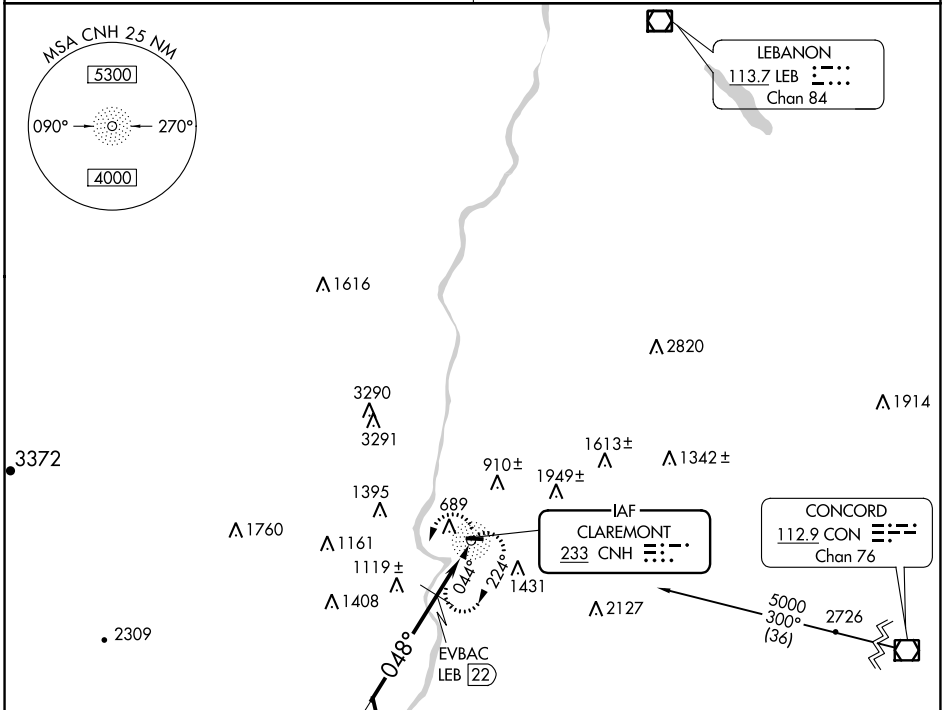 MSA CNH 25 NM
5300
090°
270°
4000
LEBANON
113.7 LEB
Chan 84
1616
2820
3290
3291
1914
3372
1613±
1342±
910±
1949±
1395
689
IAF
CLAREMONT
233 CNH
CONCORD
112.9 CON
Chan 76
1760
1161
1119±
044°
224°
1431
1408
2127
5000
300°
(36)
2726
2309
048°
EVBAC
LEB 22